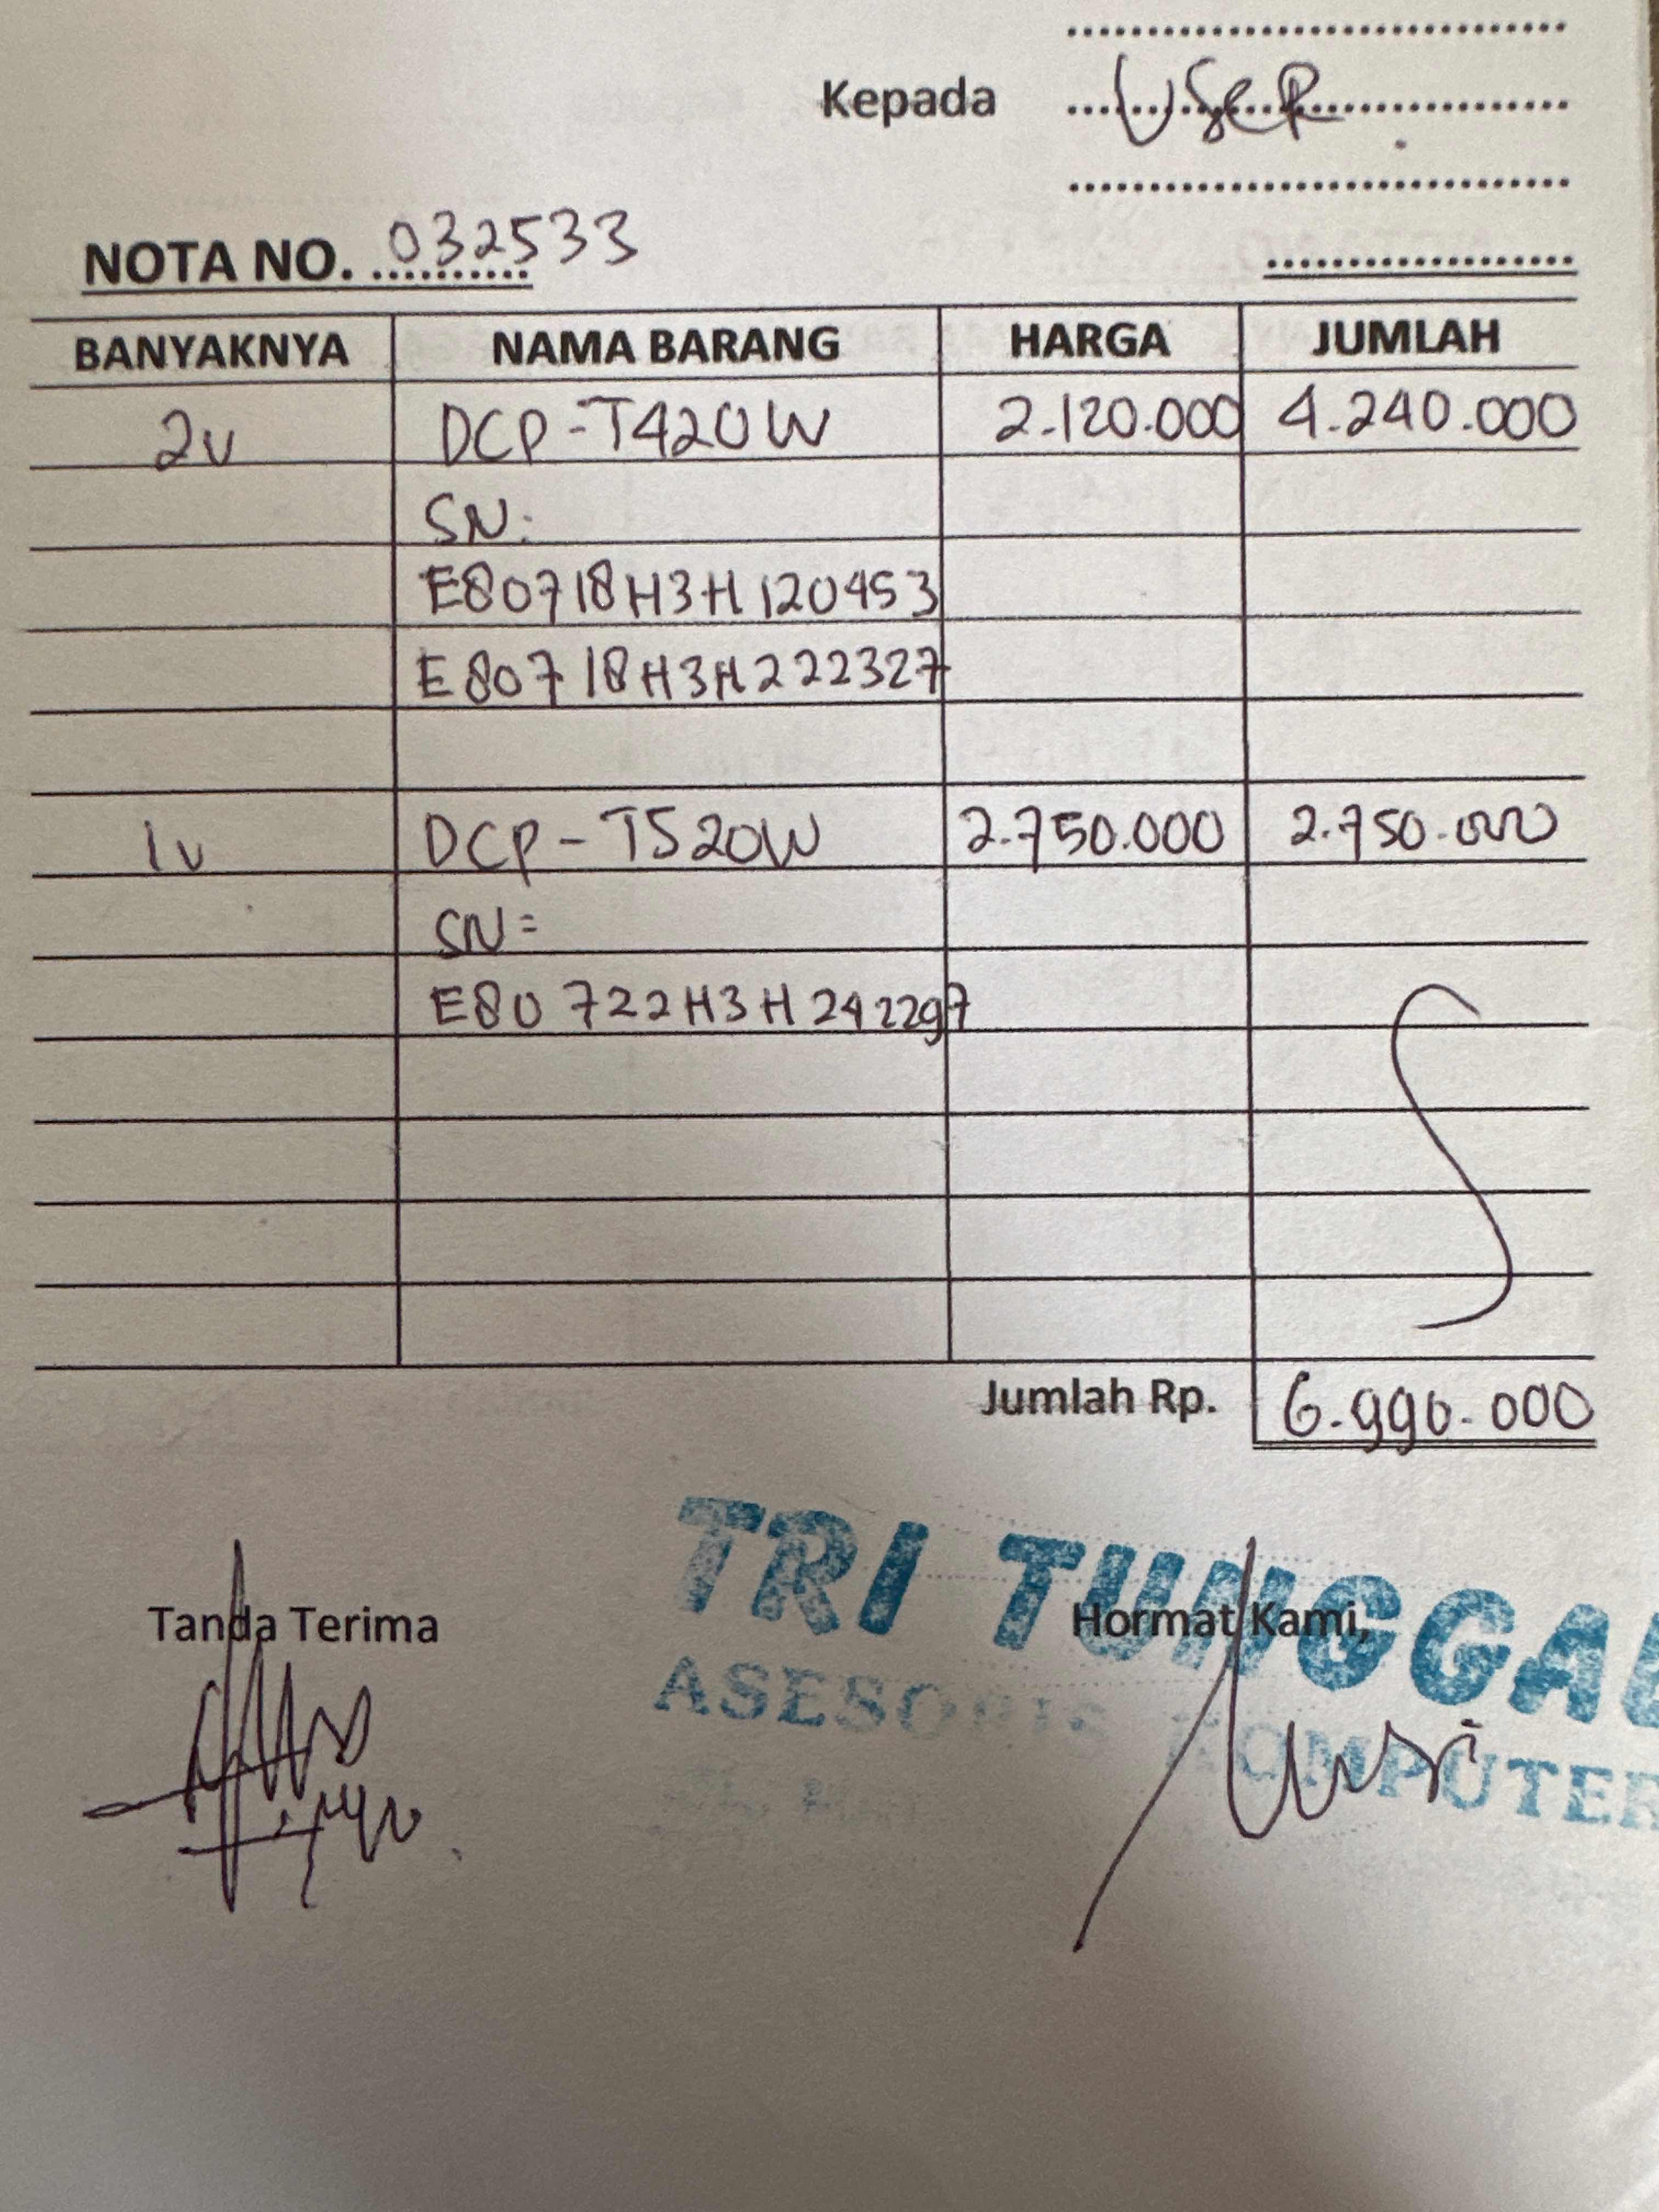 Kepada USER.
NOTA NO. 032533
BANYAKNYA NAMA BARANG HARGA JUMLAH
2u DCP-T420W 2.120.000 4.240.000
SN:
E80718H3H120453
E80718H3H222327
1u DCP-T520W 2.750.000 2.750.000
SN=
E80722H3H242297
Jumlah Rp. 6.990.000
TRI TUNGGAL
Tanda Terima Hormat Kami,
ASESORIS KOMPUTER